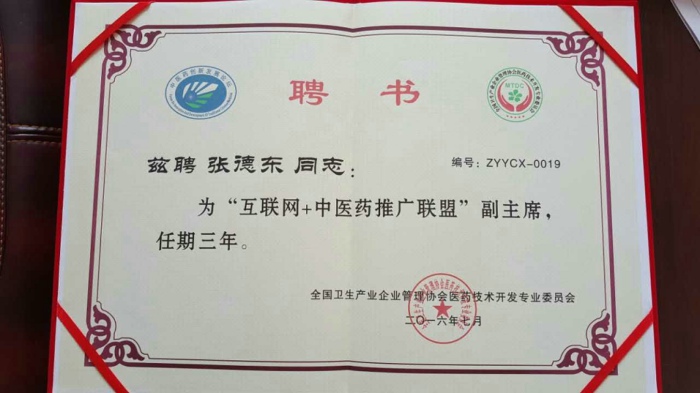 聘书
MTDC
兹聘 张德东 同志：
编号：ZYYCX-0019
为“互联网+中医药推广联盟”副主席，
任期三年。
全国卫生产业企业管理协会医药技术开发专业委员会
二〇一六年七月